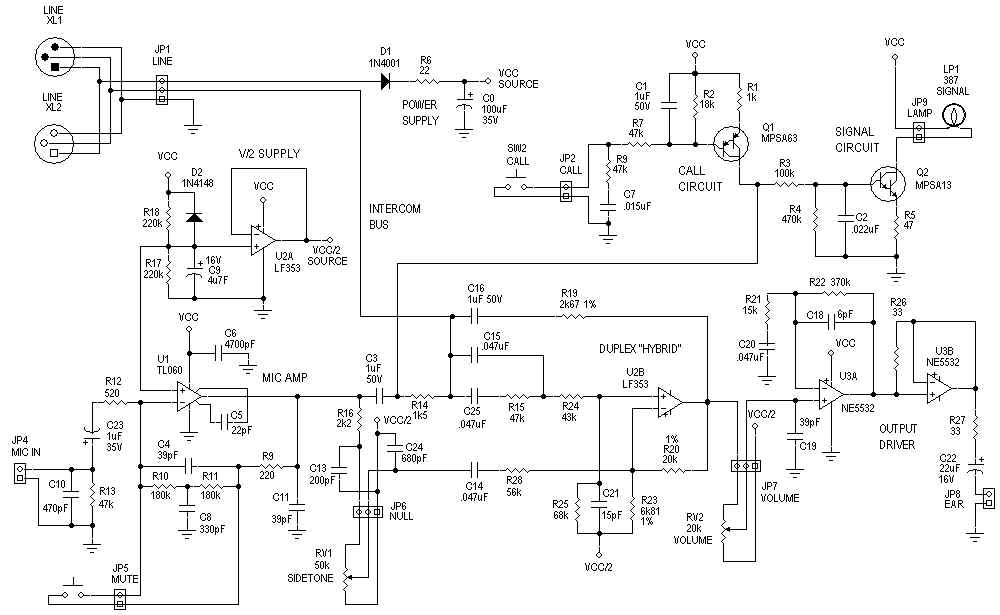 LINE
XL1
JP1
LINE
LINE
XL2
D1
1N4001
R6
22
VCC
SOURCE
C0
100uF
35V
POWER
SUPPLY
VCC
C1
1uF
50V
R2
18k
R1
1k
R7
47k
Q1
MPSA63
SW2
CALL
JP2
CALL
R9
47k
C7
.015uF
CALL
CIRCUIT
VCC
LP1
387
SIGNAL
JP9
LAMP
SIGNAL
CIRCUIT
R3
100k
Q2
MPSA13
R4
470k
C2
.022uF
R5
47
VCC
V/2 SUPPLY
D2
1N4148
VCC
R18
220k
R17
220k
16V
C9
4u7F
U2A
LF353
VCC/2
SOURCE
INTERCOM
BUS
VCC
C6
4700pF
U1
TL060
MIC AMP
R12
520
C5
22pF
C23
1uF
35V
C4
39pF
JP4
MIC IN
C10
470pF
R13
47k
R10
180k
R11
180k
C8
330pF
R9
220
C11
39pF
JP5
MUTE
C3
1uF
50V
R14
1k5
R16
2k2
VCC/2
C24
680pF
C13
200pF
JP6
NULL
RV1
50k
SIDETONE
C16
1uF 50V
R19
2k67 1%
C15
.047uF
C25
.047uF
R15
47k
R24
43k
DUPLEX "HYBRID"
U2B
LF353
C14
.047uF
R28
56k
1%
R20
20k
R25
68k
C21
15pF
R23
6k81
1%
VCC/2
RV2
20k
VOLUME
VCC/2
JP7
VOLUME
R21
15k
R22 370k
C18
6pF
C20
.047uF
VCC
U3A
NE5532
39pF
C19
R26
33
U3B
NE5532
OUTPUT
DRIVER
R27
33
C22
22uF
16V
JP8
EAR